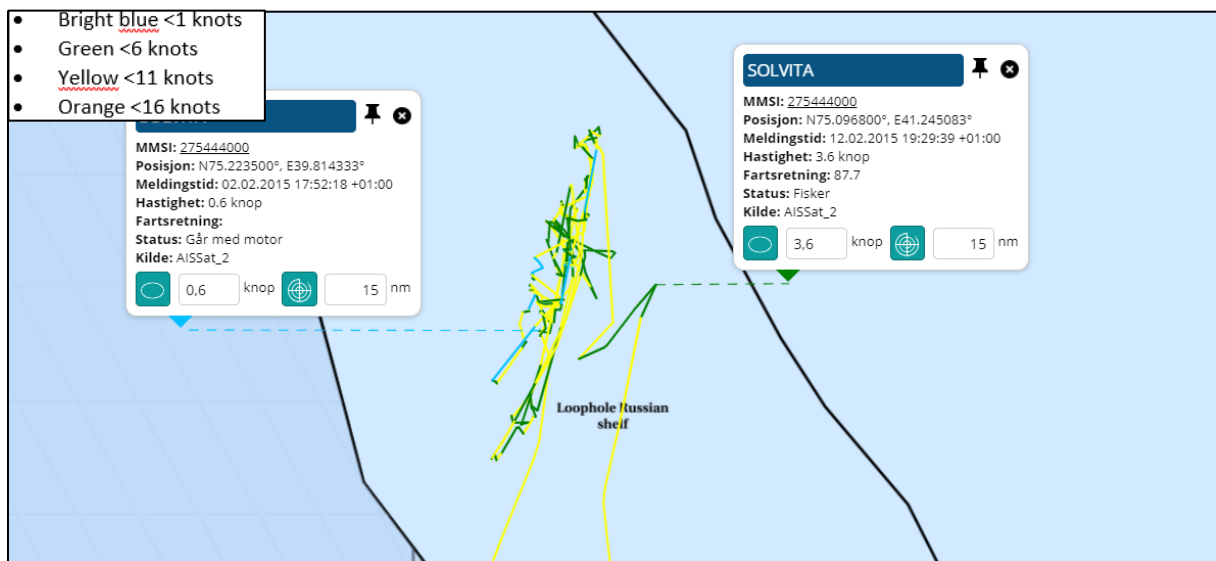 Bright blue <1 knots
Green <6 knots
Yellow <11 knots
Orange <16 knots
MMSI: 275444000
Posisjon: N75.223500°, E39.814333°
Meldingstid: 02.02.2015 17:52:18 +01:00
Hastighet: 0.6 knop
Fartsretning:
Status: Går med motor
Kilde: AISSat_2
0,6 knop 15 nm
SOLVITA
MMSI: 275444000
Posisjon: N75.096800°, E41.245083°
Meldingstid: 12.02.2015 19:29:39 +01:00
Hastighet: 3.6 knop
Fartsretning: 87.7
Status: Fisker
Kilde: AISSat_2
3,6 knop 15 nm
Loophole Russian
shelf